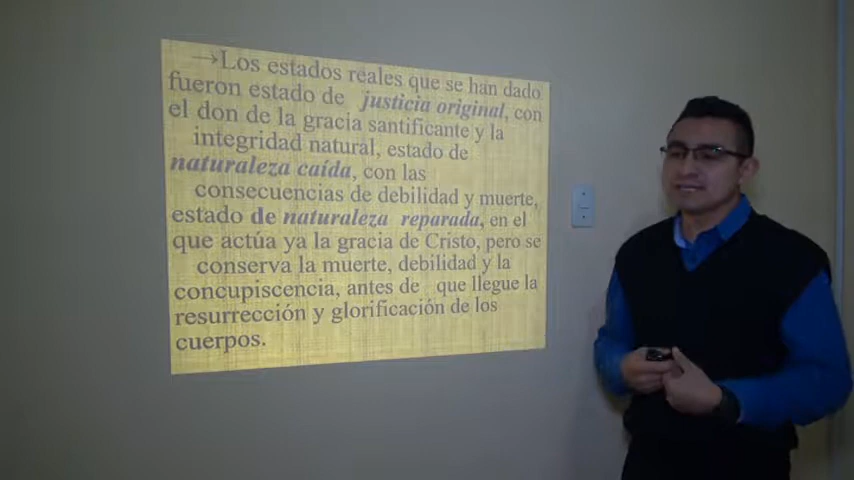 →Los estados reales que se han dado
fueron estado de justicia original, con
el don de la gracia santificante y la
integridad natural, estado de
naturaleza caída, con las
consecuencias de debilidad y muerte,
estado de naturaleza reparada, en el
que actúa ya la gracia de Cristo, pero se
conserva la muerte, debilidad y la
concupiscencia, antes de que llegue la
resurrección y glorificación de los
cuerpos.